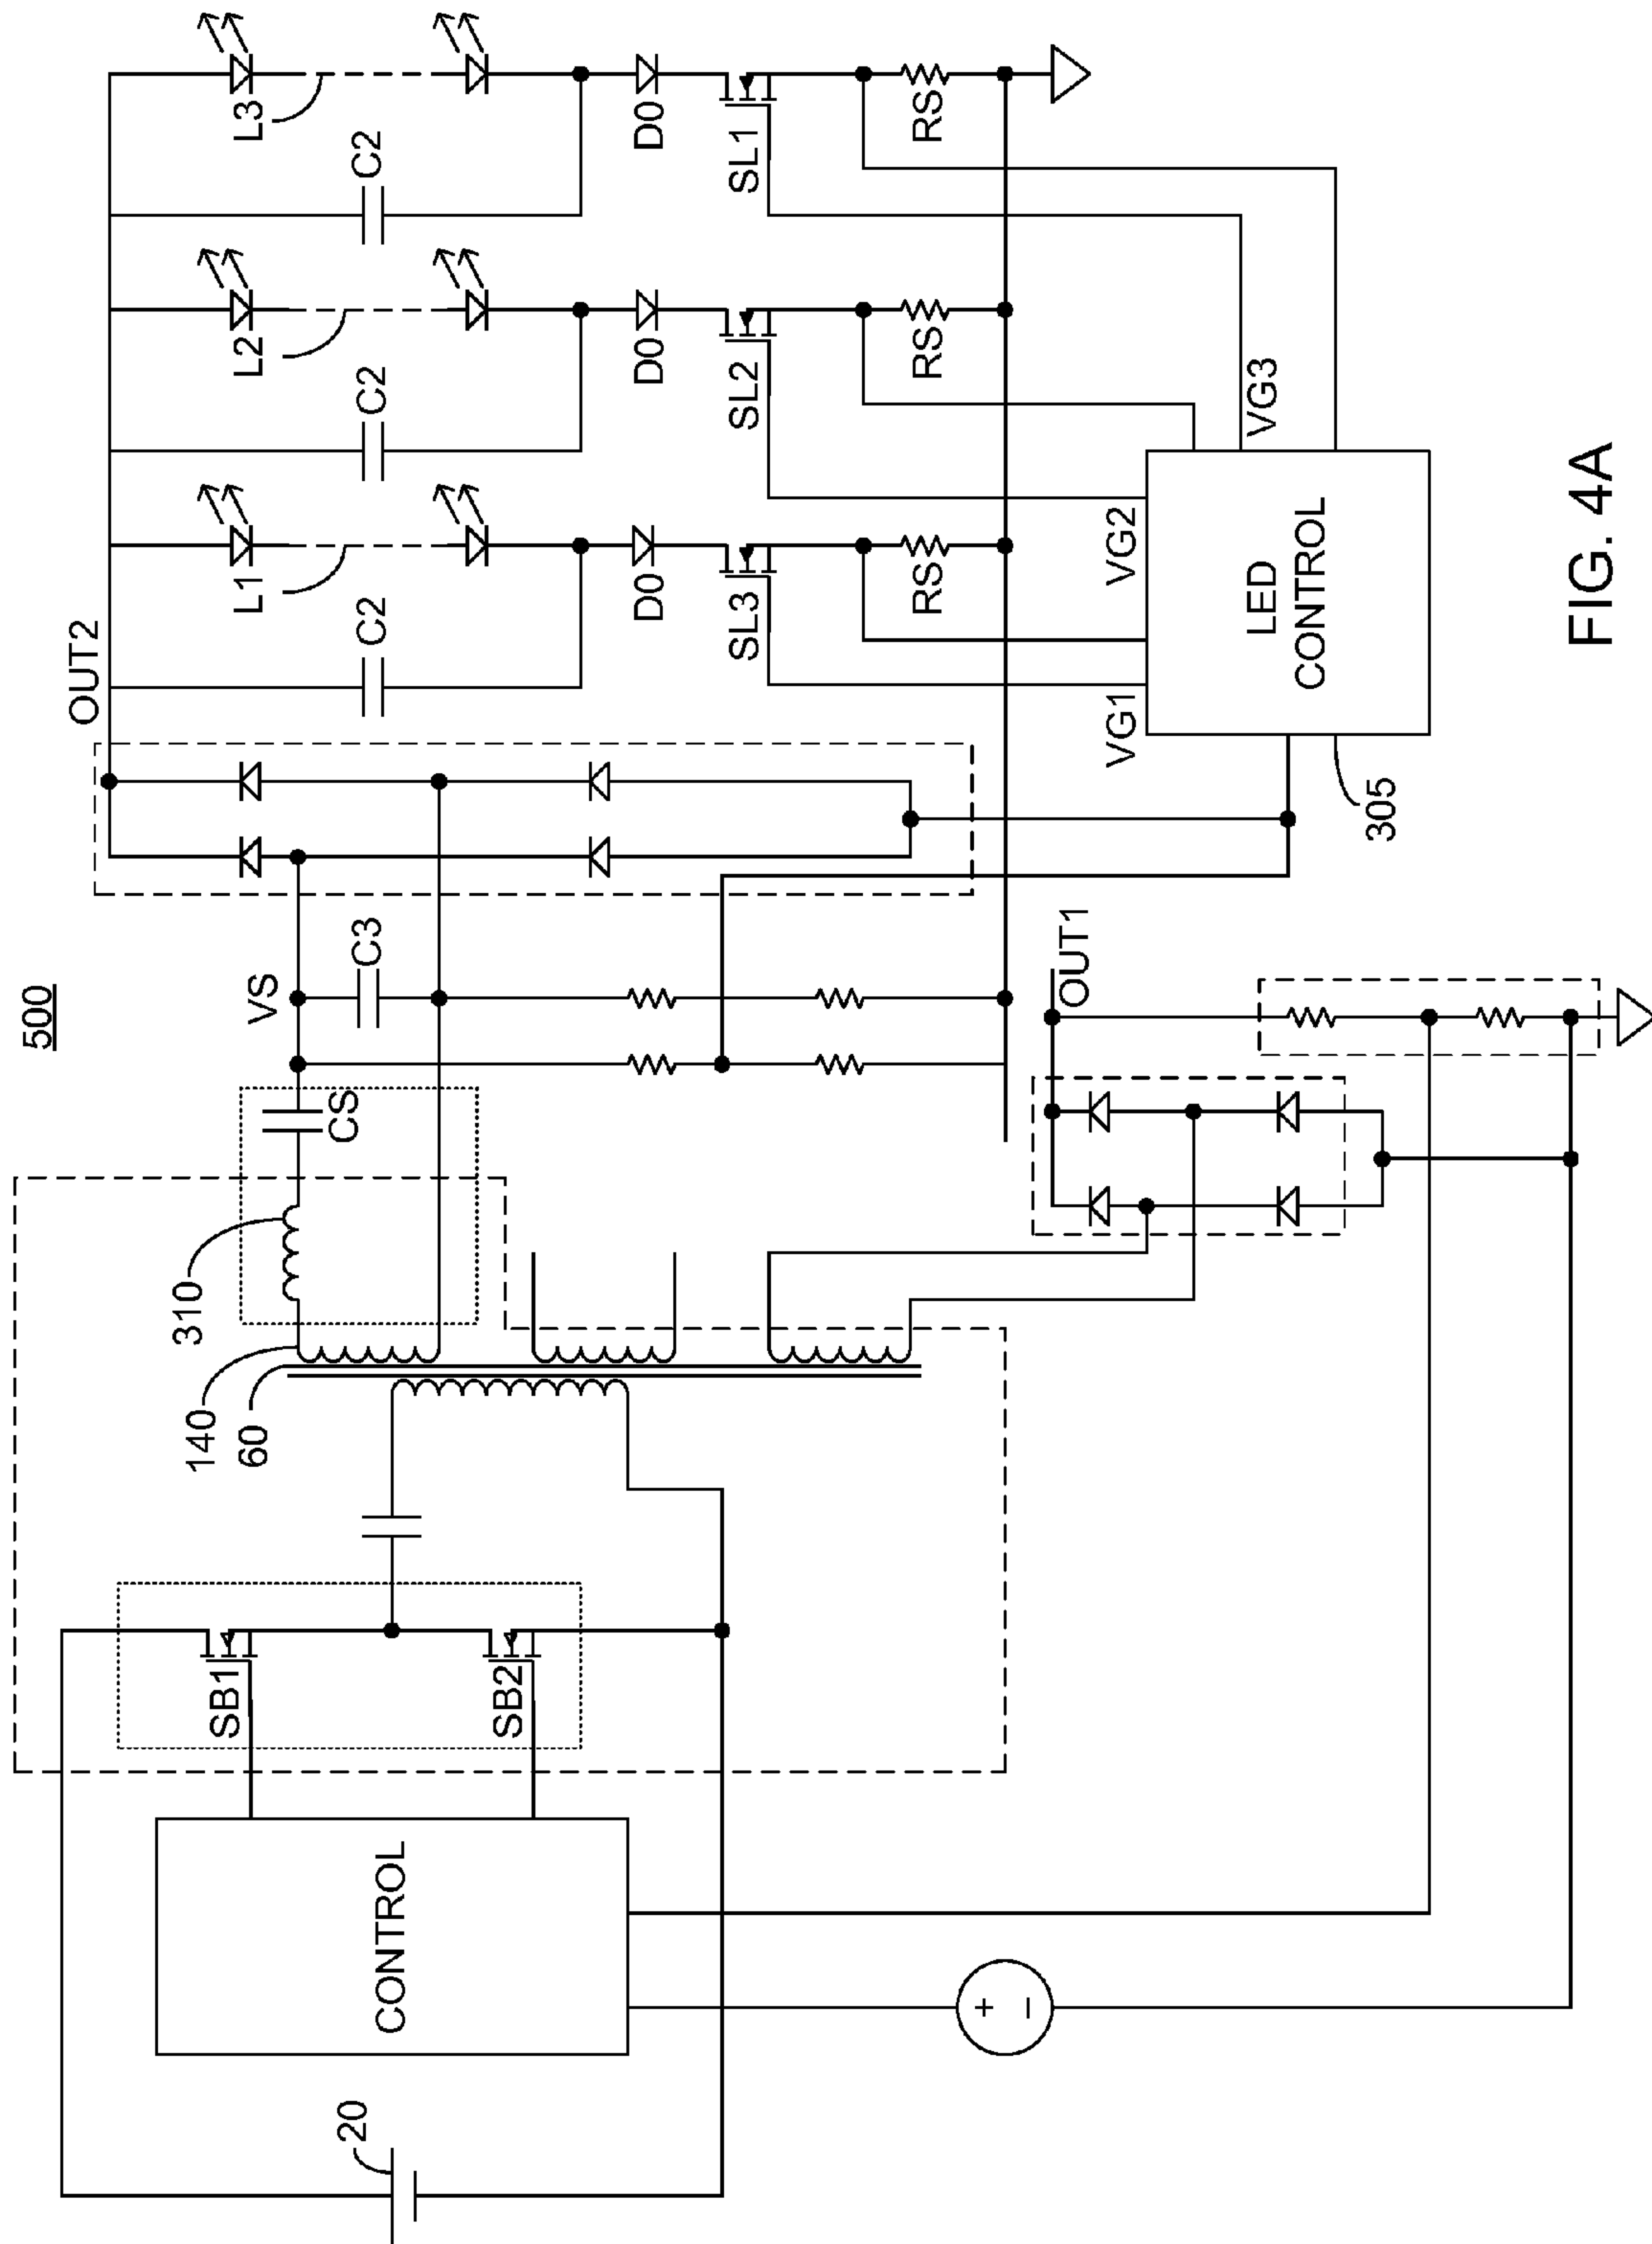 500
OUT2
L1
L2
L3
C2
C2
C2
VS
C3
CS
310
140
60
D0
D0
D0
SL3
SL2
SL1
RS
RS
RS
SB1
SB2
CONTROL
20
+
−
OUT1
VG1
VG2
VG3
LED
CONTROL
305
FIG. 4A